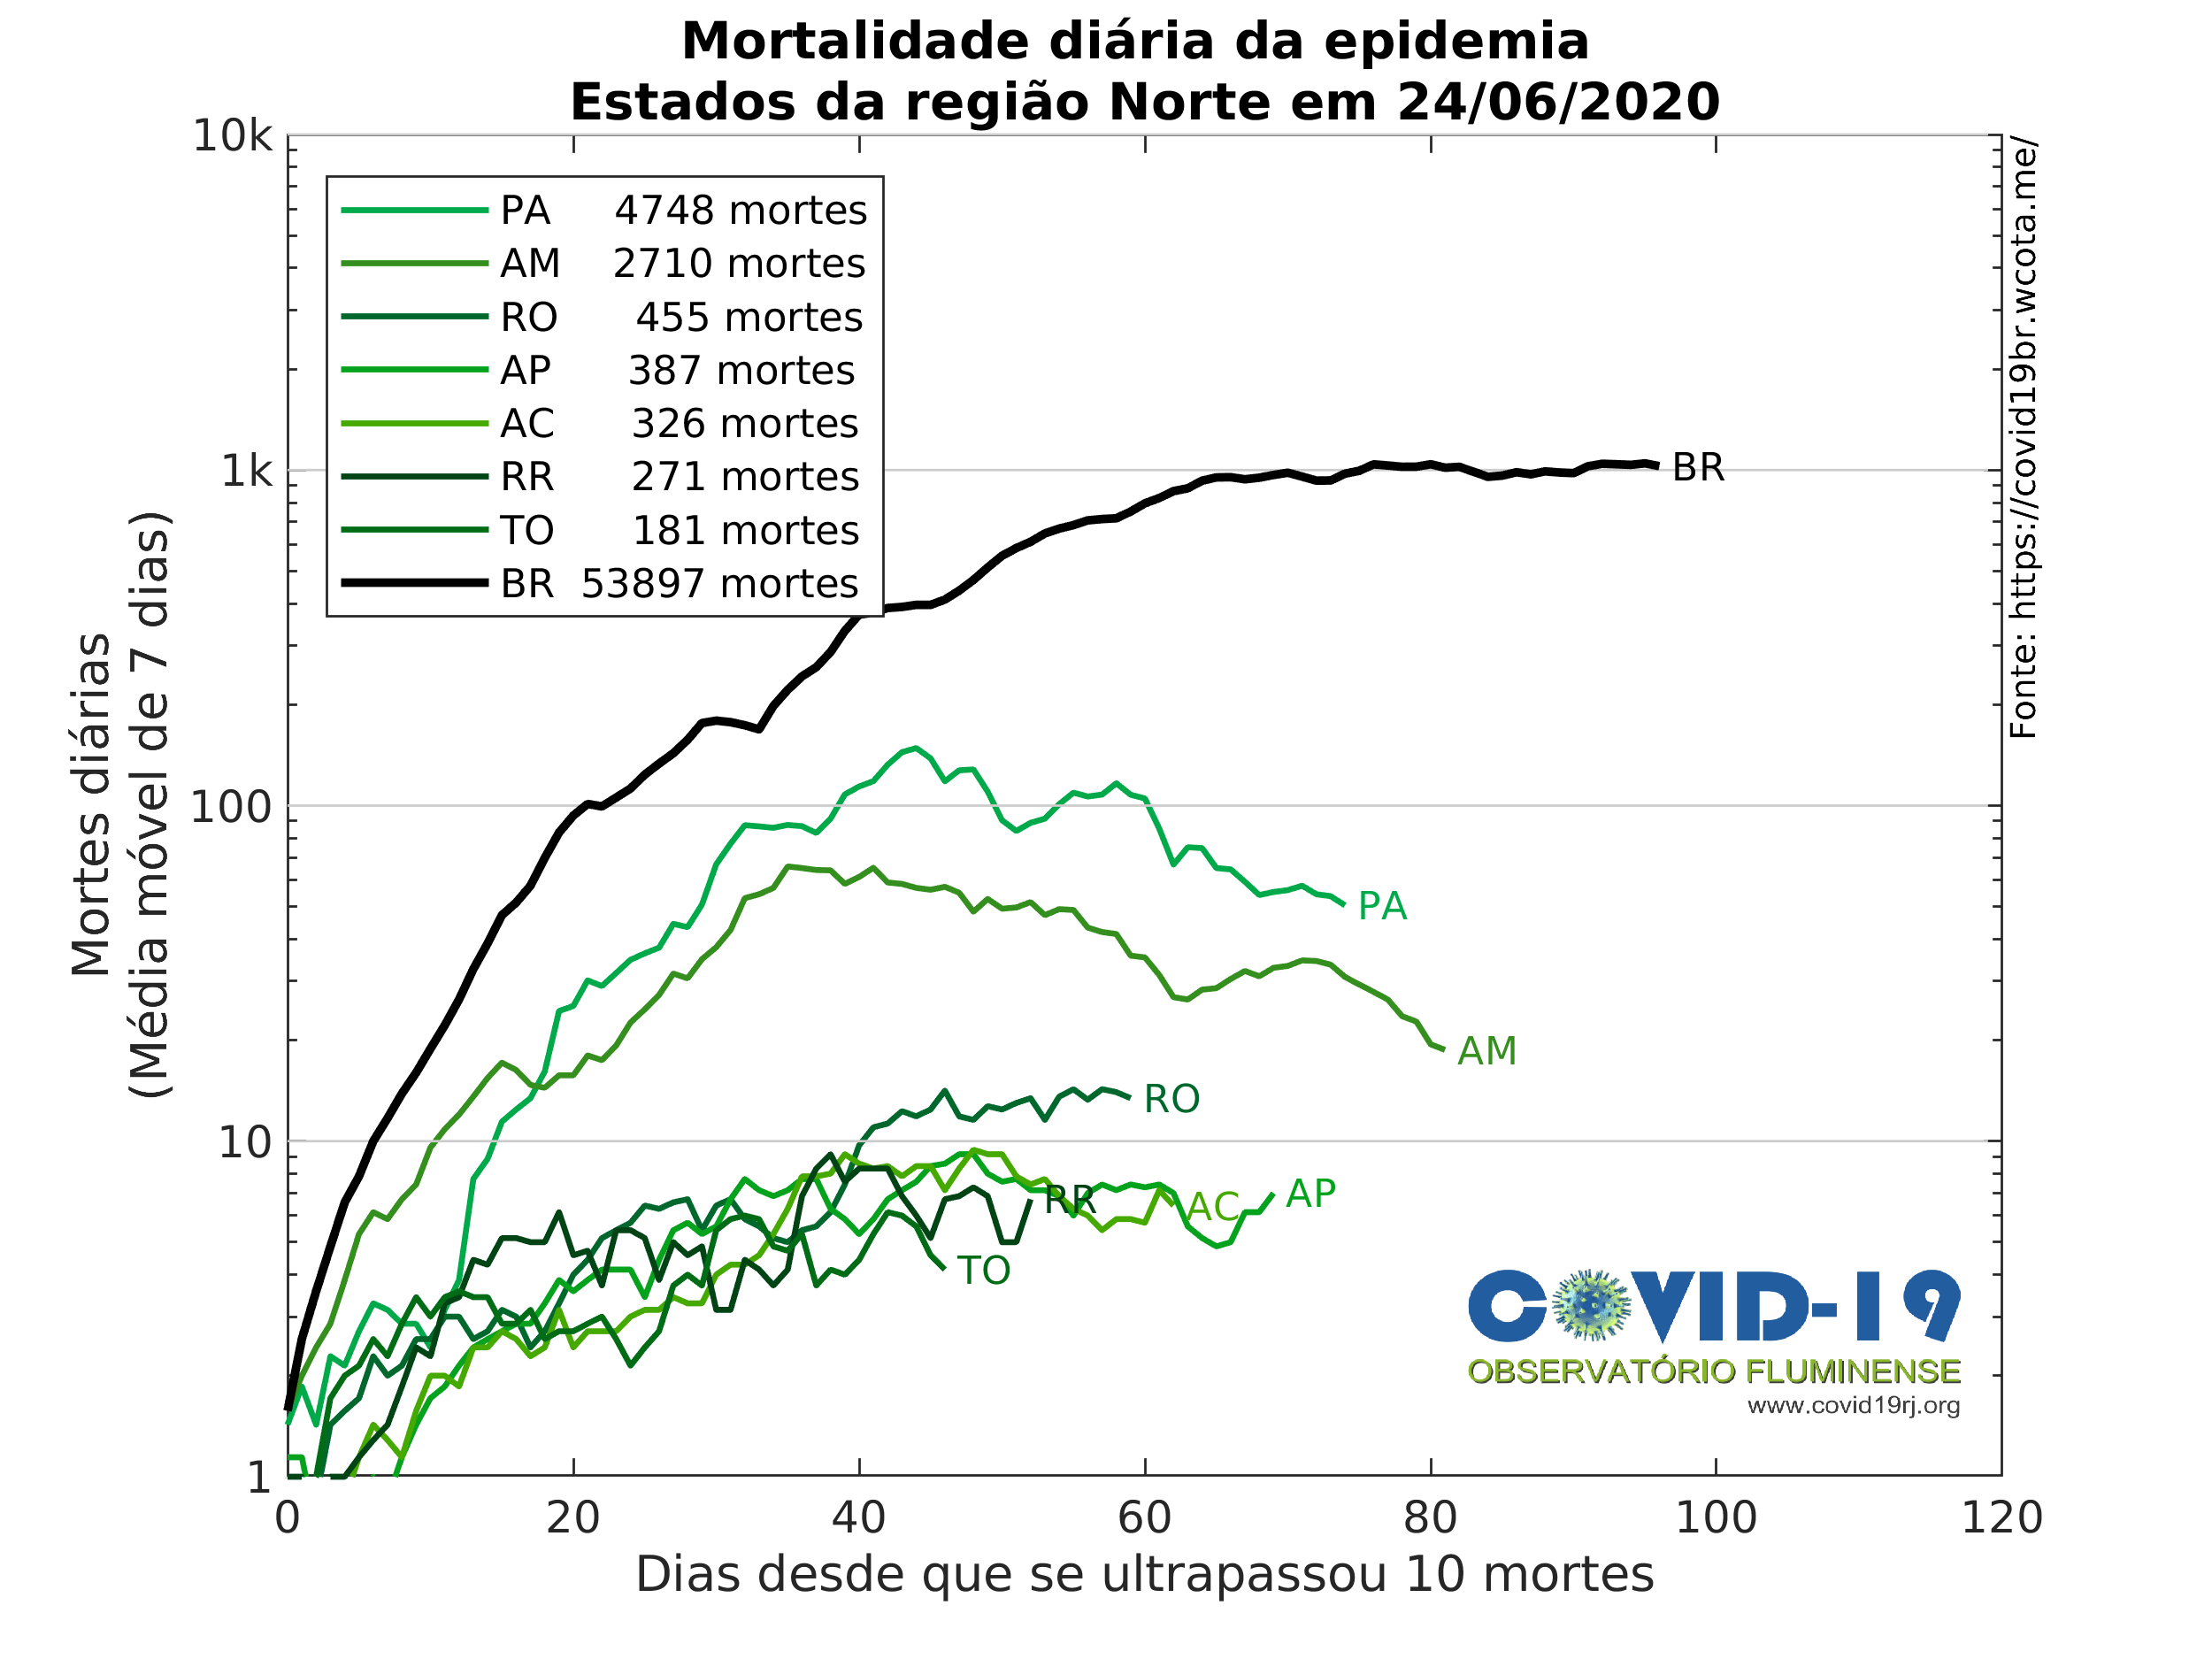 Mortalidade diária da epidemia
Estados da região Norte em 24/06/2020
10k
1k
100
10
1
Mortes diárias
(Média móvel de 7 dias)
PA 4748 mortes
AM 2710 mortes
RO 455 mortes
AP 387 mortes
AC 326 mortes
RR 271 mortes
TO 181 mortes
BR 53897 mortes
BR
PA
AM
RO
RR
AC
AP
TO
Fonte: https://covid19br.wcota.me/
COVID-19
OBSERVATÓRIO FLUMINENSE
www.covid19rj.org
0 20 40 60 80 100 120
Dias desde que se ultrapassou 10 mortes